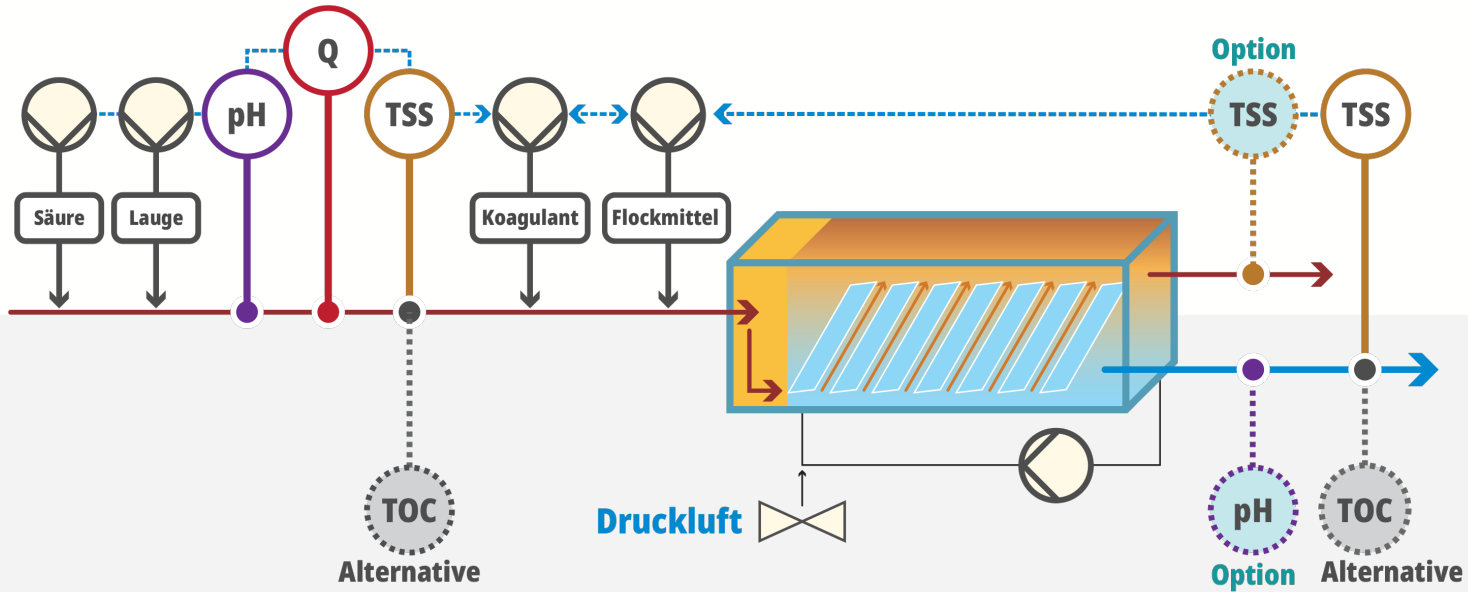 Q
Option
pH
TSS
TSS
TSS
Säure
Lauge
Koagulant
Flockmittel
TOC
Druckluft
pH
TOC
Alternative
Option
Alternative